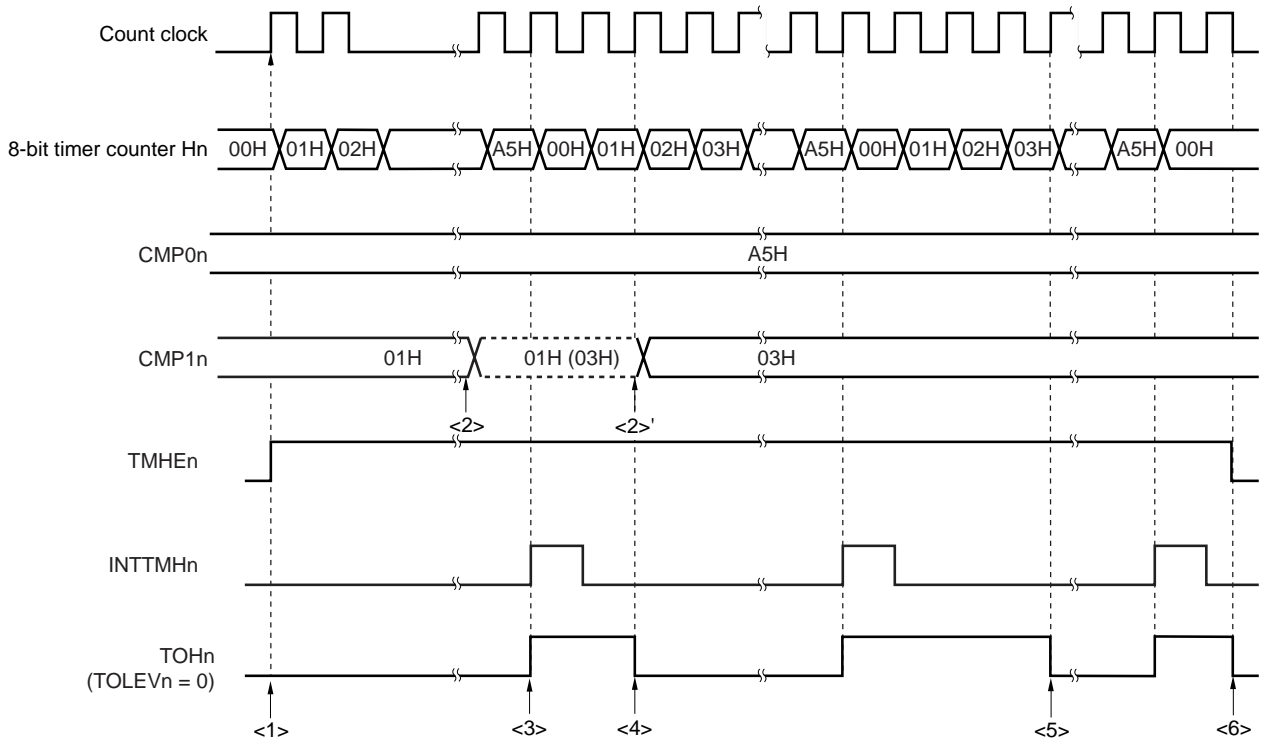 Count clock
8-bit timer counter Hn
00H 01H 02H A5H 00H 01H 02H 03H A5H 00H 01H 02H 03H A5H 00H
CMP0n
A5H
CMP1n
01H 01H (03H) 03H
<2> <2>'
TMHEn
INTTMHn
TOHn
(TOLEVn = 0)
<1> <3> <4> <5> <6>